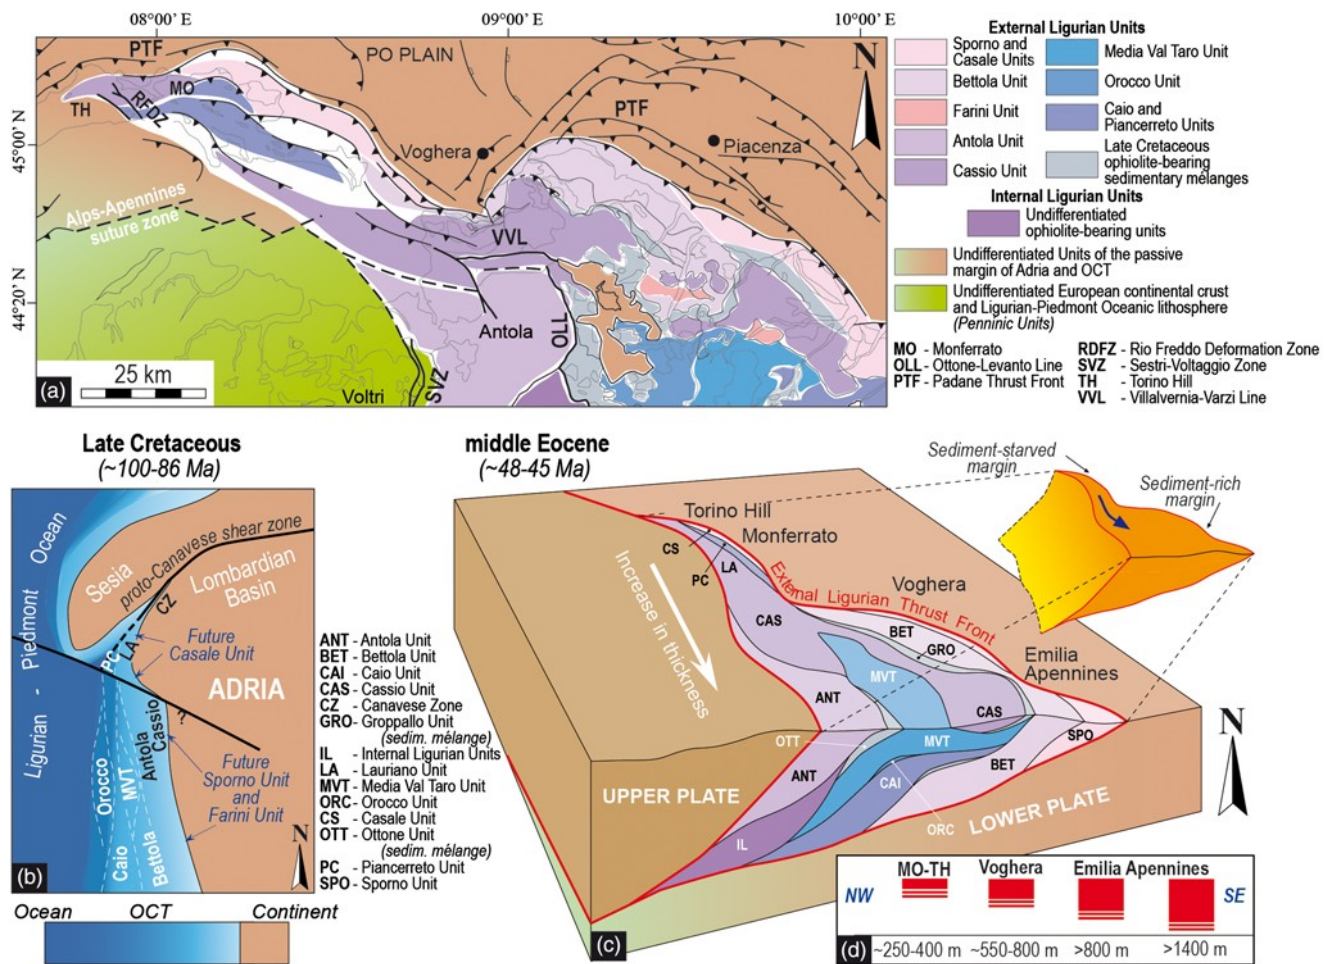 08°00' E
09°00' E
10°00' E
45°00' N
44°20' N
PTF
PO PLAIN
N
MO
TH
RFDZ
PTF
Voghera
Piacenza
Alps-Apennines
suture zone
VVL
Antola
OLL
SVZ
Voltri
25 km
(a)
External Ligurian Units
Sporno and
Casale Units
Bettola Unit
Farini Unit
Antola Unit
Cassio Unit
Media Val Taro Unit
Orocco Unit
Caio and
Piancerreto Units
Late Cretaceous
ophiolite-bearing
sedimentary mélanges
Internal Ligurian Units
Undifferentiated
ophiolite-bearing units
Undifferentiated Units of the passive
margin of Adria and OCT
Undifferentiated European continental crust
and Ligurian-Piedmont Oceanic lithosphere
(Penninic Units)
MO - Monferrato
OLL - Ottone-Levanto Line
PTF - Padane Thrust Front
RDFZ - Rio Freddo Deformation Zone
SVZ - Sestri-Voltaggio Zone
TH - Torino Hill
VVL - Villalvernia-Varzi Line
Late Cretaceous
(~100-86 Ma)
Ligurian - Piedmont Ocean
Sesia
proto-Canavese shear zone
Lombardian
Basin
CZ
LA
PC
Future
Casale Unit
ADRIA
?
Cassio
Antola
MVT
Orocco
Caio
Bettola
Future
Sporno Unit
and
Farini Unit
N
(b)
Ocean
OCT
Continent
ANT - Antola Unit
BET - Bettola Unit
CAI - Caio Unit
CAS - Cassio Unit
CZ - Canavese Zone
GRO - Groppallo Unit
(sedim. mélange)
IL - Internal Ligurian Units
LA - Lauriano Unit
MVT - Media Val Taro Unit
ORC - Orocco Unit
CS - Casale Unit
OTT - Ottone Unit
(sedim. mélange)
PC - Piancerreto Unit
SPO - Sporno Unit
middle Eocene
(~48-45 Ma)
Sediment-starved
margin
Sediment-rich
margin
Torino Hill
Monferrato
CS
PC
LA
Voghera
External Ligurian Thrust Front
Increase in thickness
CAS
BET
GRO
Emilia
Apennines
MVT
ANT
CAS
SPO
OTT
MVT
BET
ANT
CAI
UPPER PLATE
LOWER PLATE
ORC
IL
N
(c)
MO-TH
Voghera
Emilia Apennines
NW
SE
(d)
~250-400 m
~550-800 m
>800 m
>1400 m